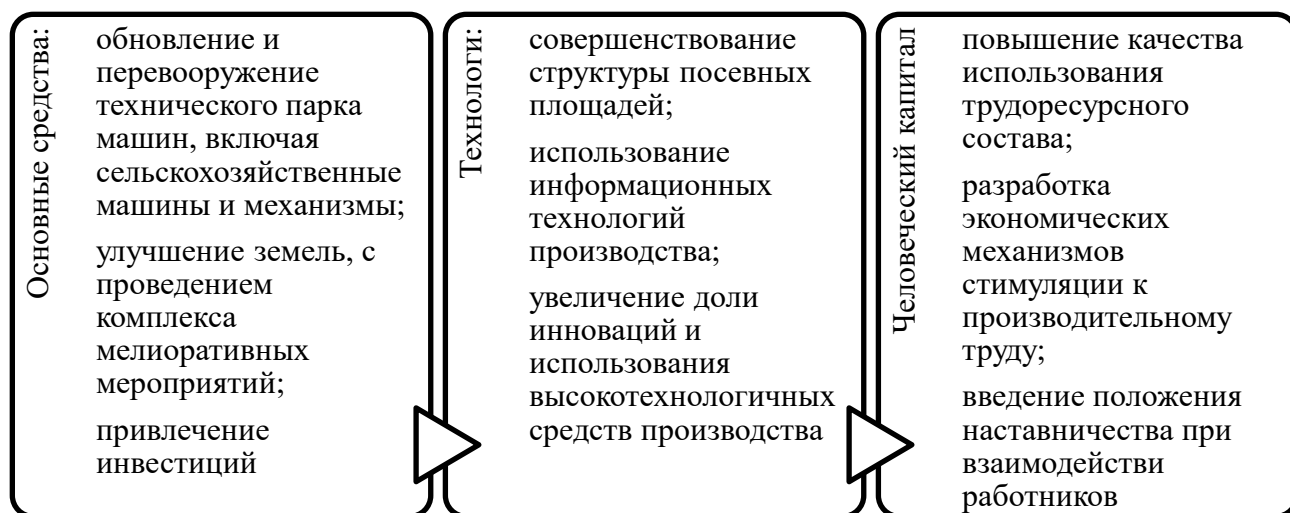 Основные средства:
обновление и
перевооружение
технического парка
машин, включая
сельскохозяйственные
машины и механизмы;
улучшение земель, с
проведением
комплекса
мелиоративных
мероприятий;
привлечение
инвестиций
Технологи:
совершенствование
структуры посевных
площадей;
использование
информационных
технологий
производства;
увеличение доли
инноваций и
использования
высокотехнологичных
средств производства
Человеческий капитал
повышение качества
использования
трудоресурсного
состава;
разработка
экономических
механизмов
стимуляции к
производительному
труду;
введение положения
наставничества при
взаимодействи
работников